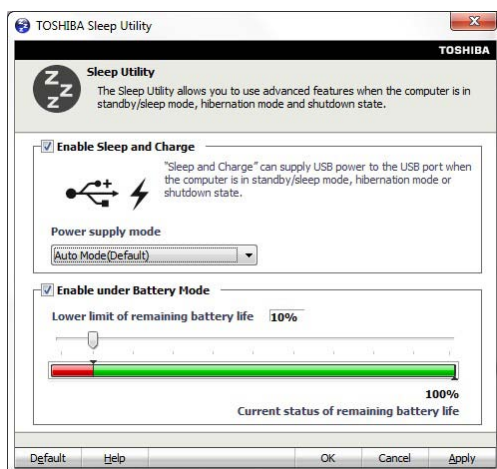 TOSHIBA Sleep Utility
TOSHIBA
Sleep Utility
The Sleep Utility allows you to use advanced features when the computer is in
standby/sleep mode, hibernation mode and shutdown
state.
Enable Sleep and Charge
"Sleep and Charge" can supply USB power to the USB port when
the computer is in standby/sleep mode, hibernation mode or
shutdown state.
Power supply mode
Auto Mode(Default)
Enable under Battery Mode
Lower limit of remaining battery life 10%
100%
Current status of remaining battery life
Default Help OK Cancel Apply